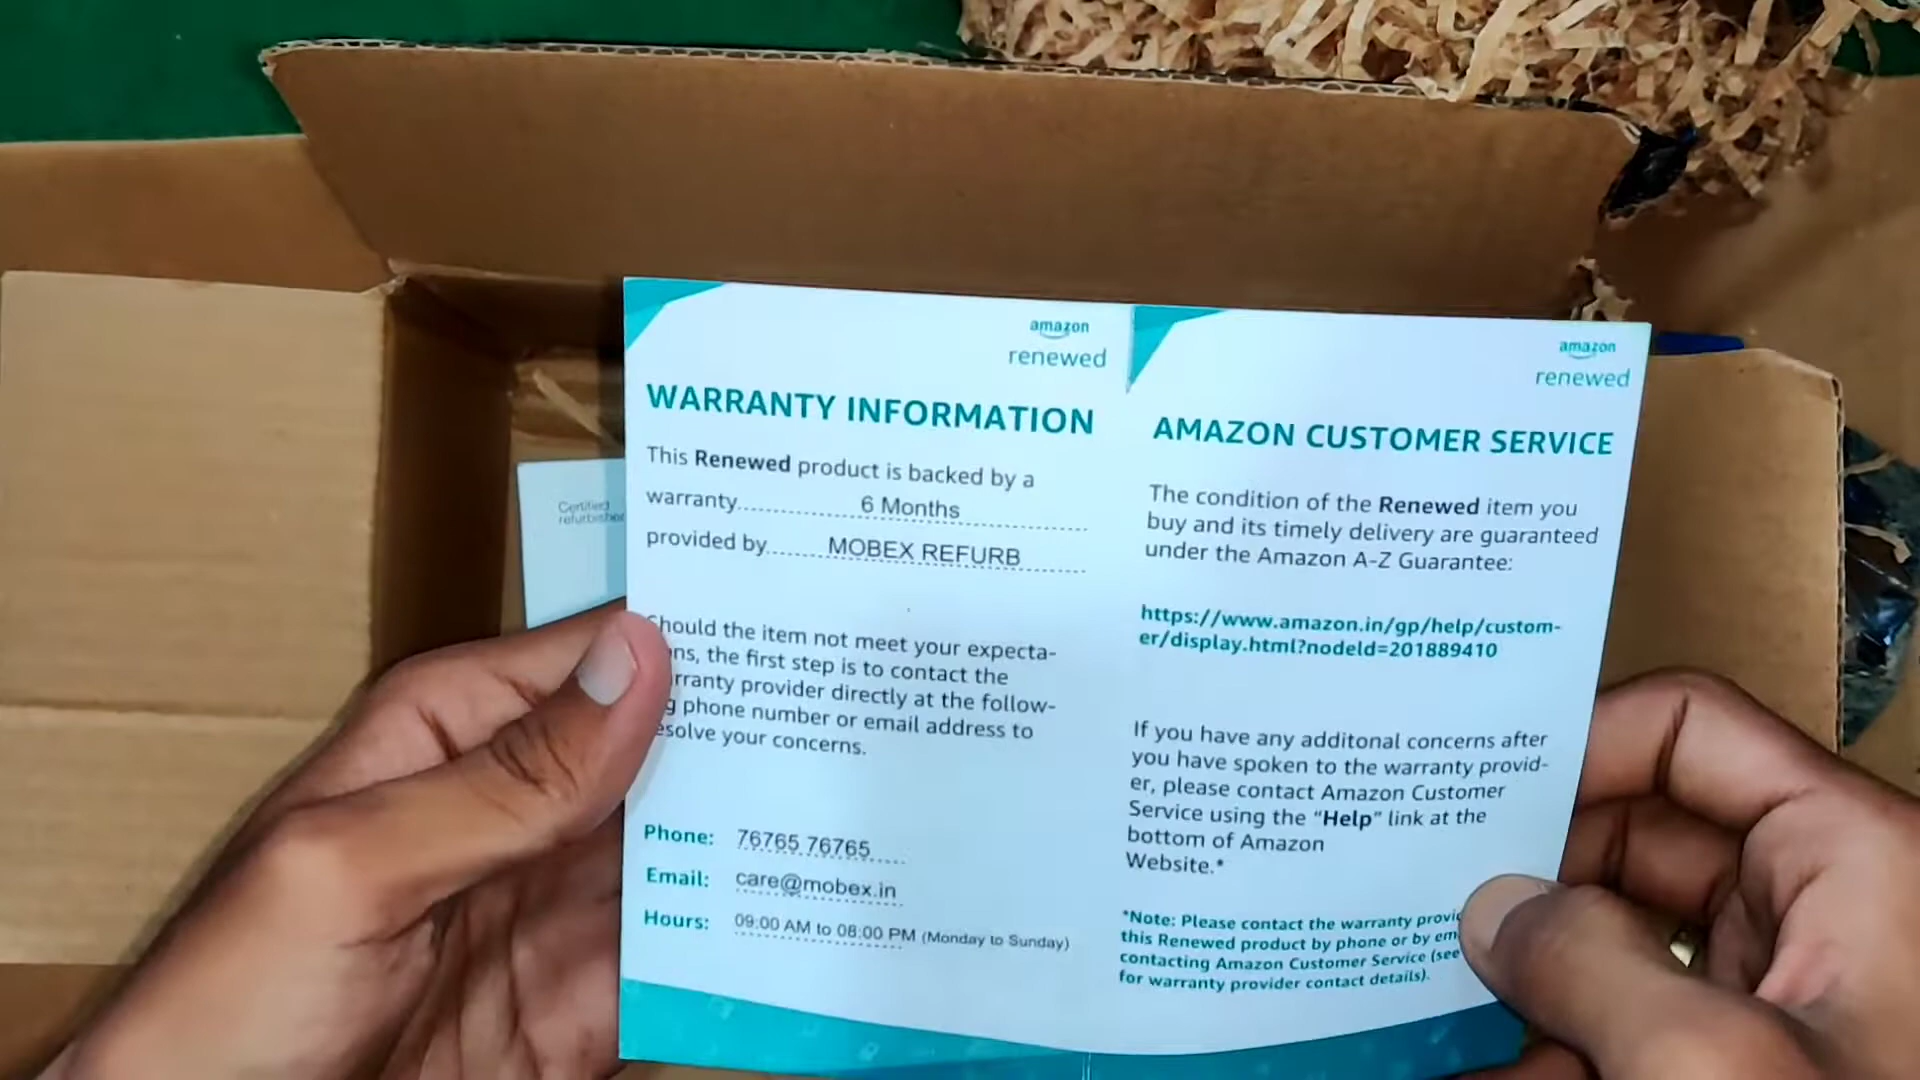 amazon
renewed
WARRANTY INFORMATION
This Renewed product is backed by a
warranty.................6 Months
provided by.......MOBEX REFURB
Should the item not meet your expecta-
the first step is to contact the
provider directly at the follow-
phone number or email address to
your concerns.
Phone: 76765 76765
Email: care@mobex.in
Hours: 09:00 AM to 08:00 PM (Monday to Sunday)
amazon
renewed
AMAZON CUSTOMER SERVICE
The condition of the Renewed item you
buy and its timely delivery are guaranteed
under the Amazon A-Z Guarantee:
https://www.amazon.in/gp/help/custom-
er/display.html?nodeId=201889410
If you have any additonal concerns after
you have spoken to the warranty provid-
er, please contact Amazon Customer
Service using the "Help" link at the
bottom of Amazon
Website.*
*Note: Please contact the warranty
this Renewed product by phone or by
contacting Amazon Customer Service (see
for warranty provider contact details).
Certified